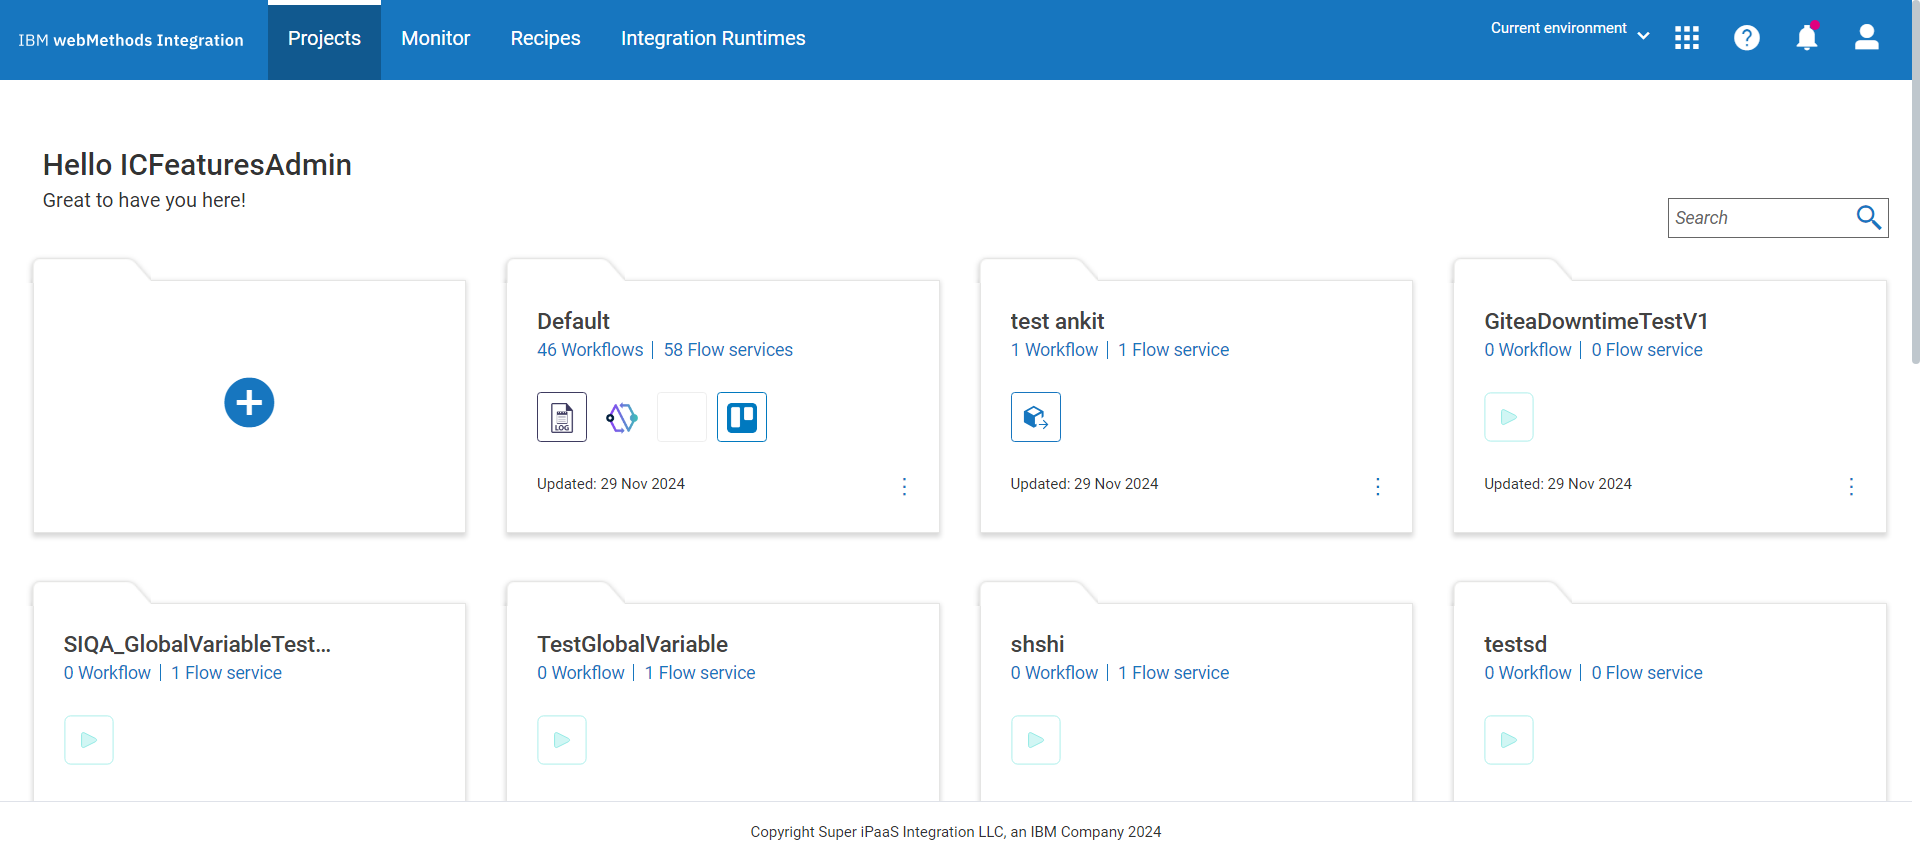 IBM webMethods Integration
Projects
Monitor
Recipes
Integration Runtimes
Current environment
Hello ICFeaturesAdmin
Great to have you here!
Search
Default
46 Workflows | 58 Flow services
LOG
Updated: 29 Nov 2024
test ankit
1 Workflow | 1 Flow service
Updated: 29 Nov 2024
GiteaDowntimeTestV1
0 Workflow | 0 Flow service
Updated: 29 Nov 2024
SIQA_GlobalVariableTest...
0 Workflow | 1 Flow service
TestGlobalVariable
0 Workflow | 1 Flow service
shshi
0 Workflow | 1 Flow service
testsd
0 Workflow | 0 Flow service
Copyright Super iPaaS Integration LLC, an IBM Company 2024